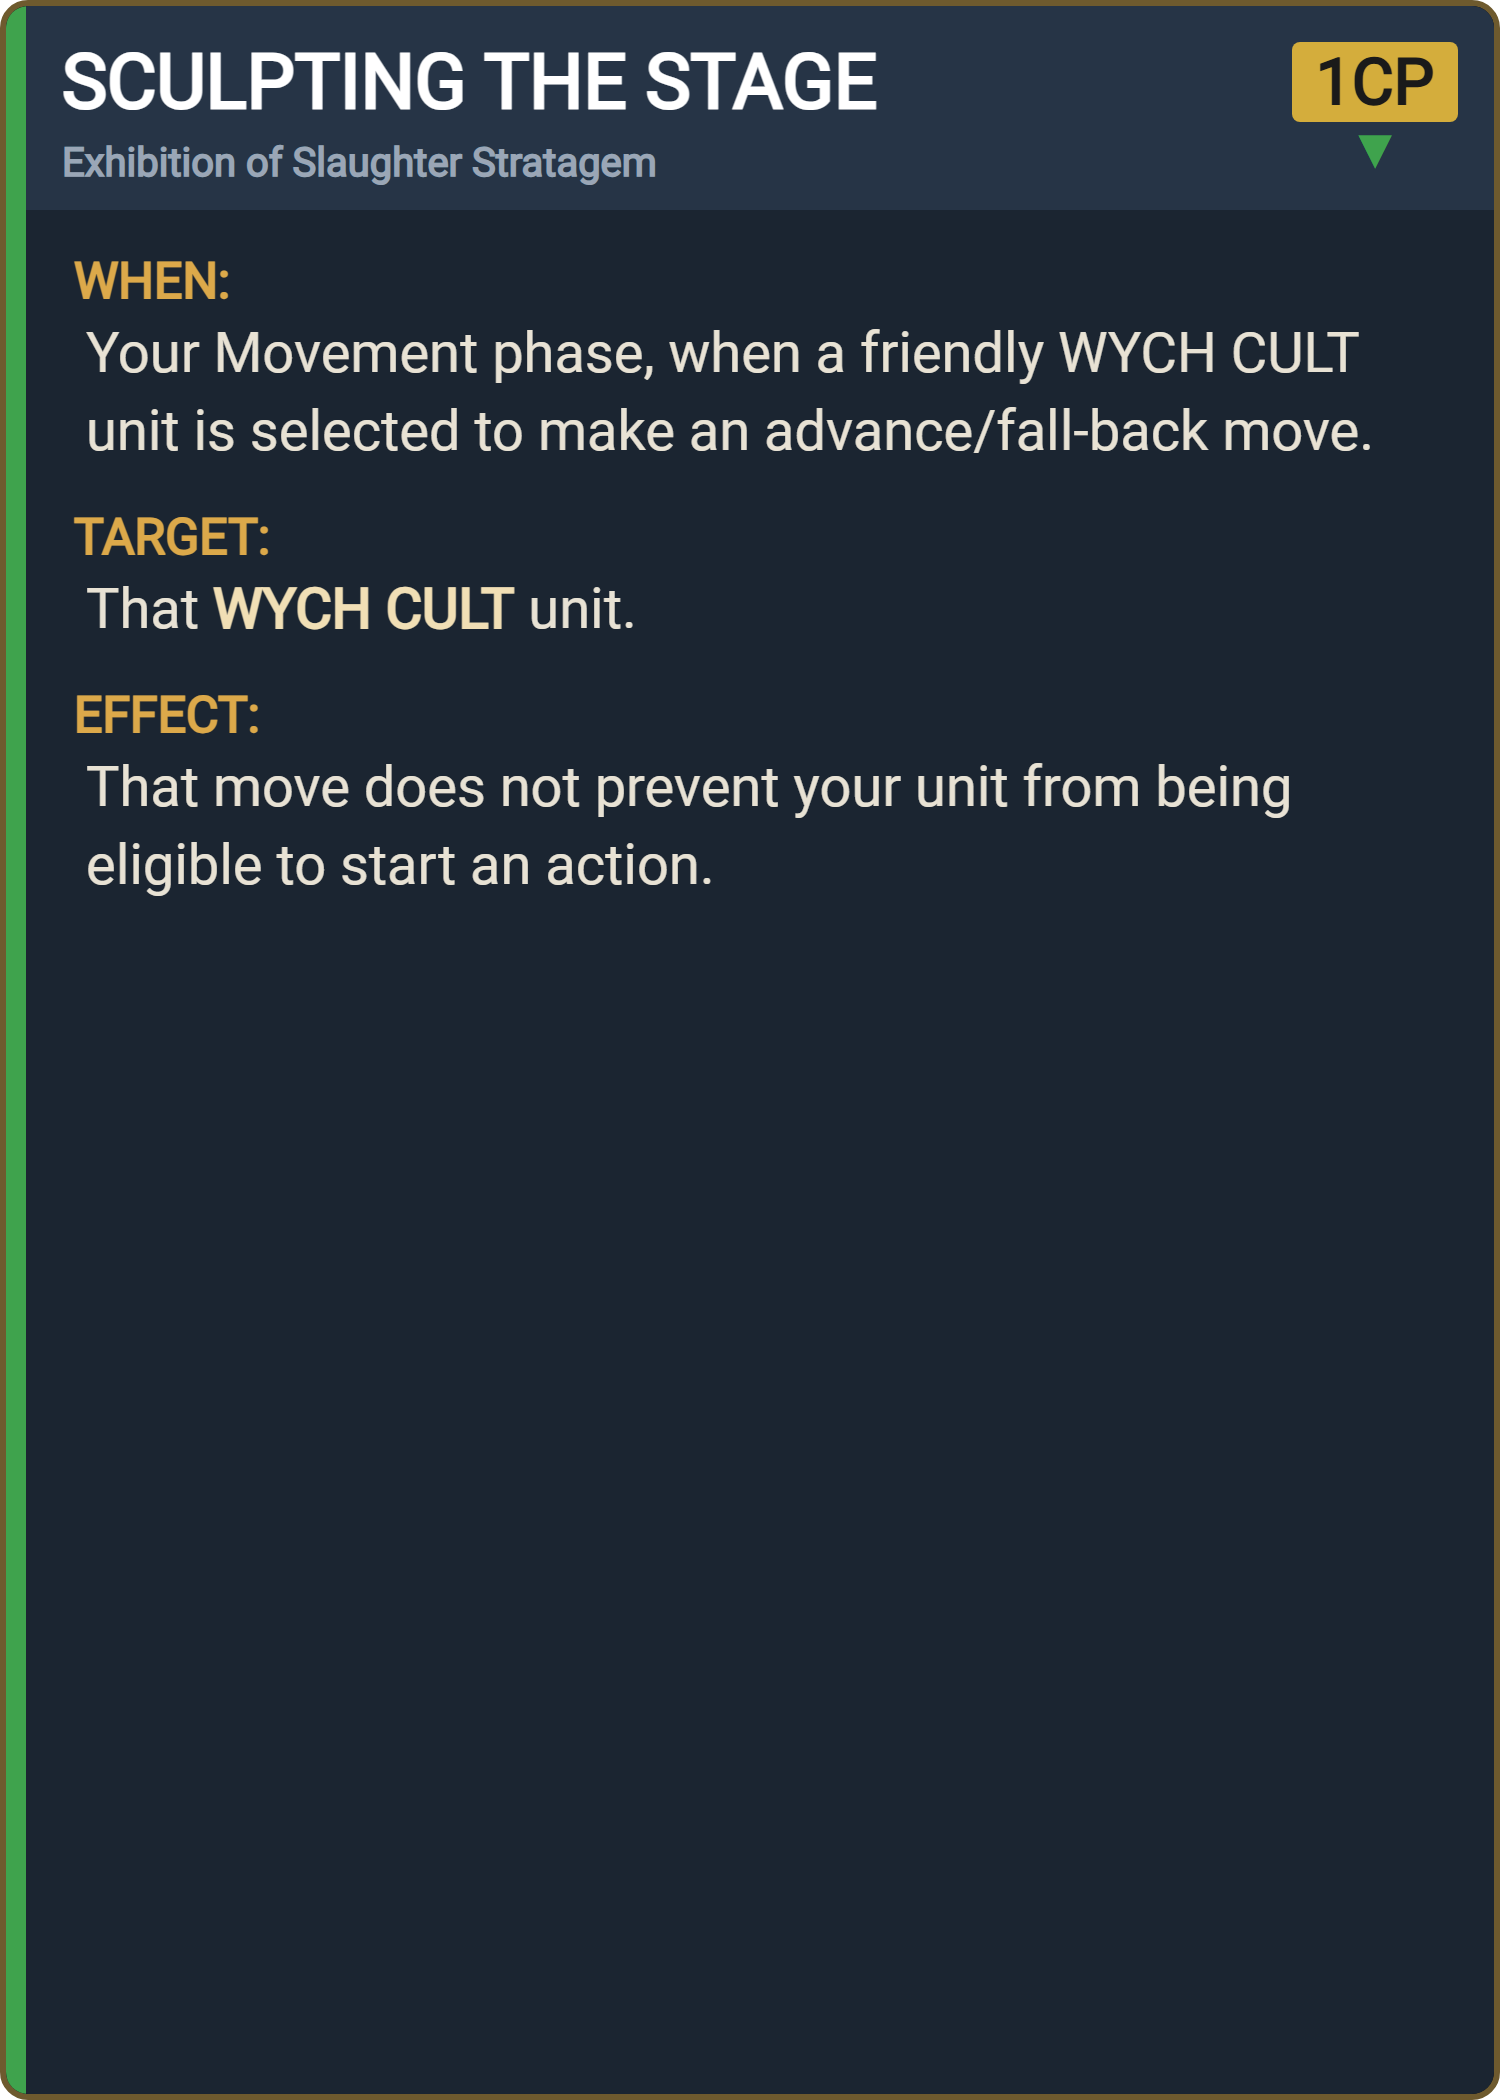 SCULPTING THE STAGE
1CP
Exhibition of Slaughter Stratagem
WHEN:
Your Movement phase, when a friendly WYCH CULT
unit is selected to make an advance/fall-back move.
TARGET:
That WYCH CULT unit.
EFFECT:
That move does not prevent your unit from being
eligible to start an action.